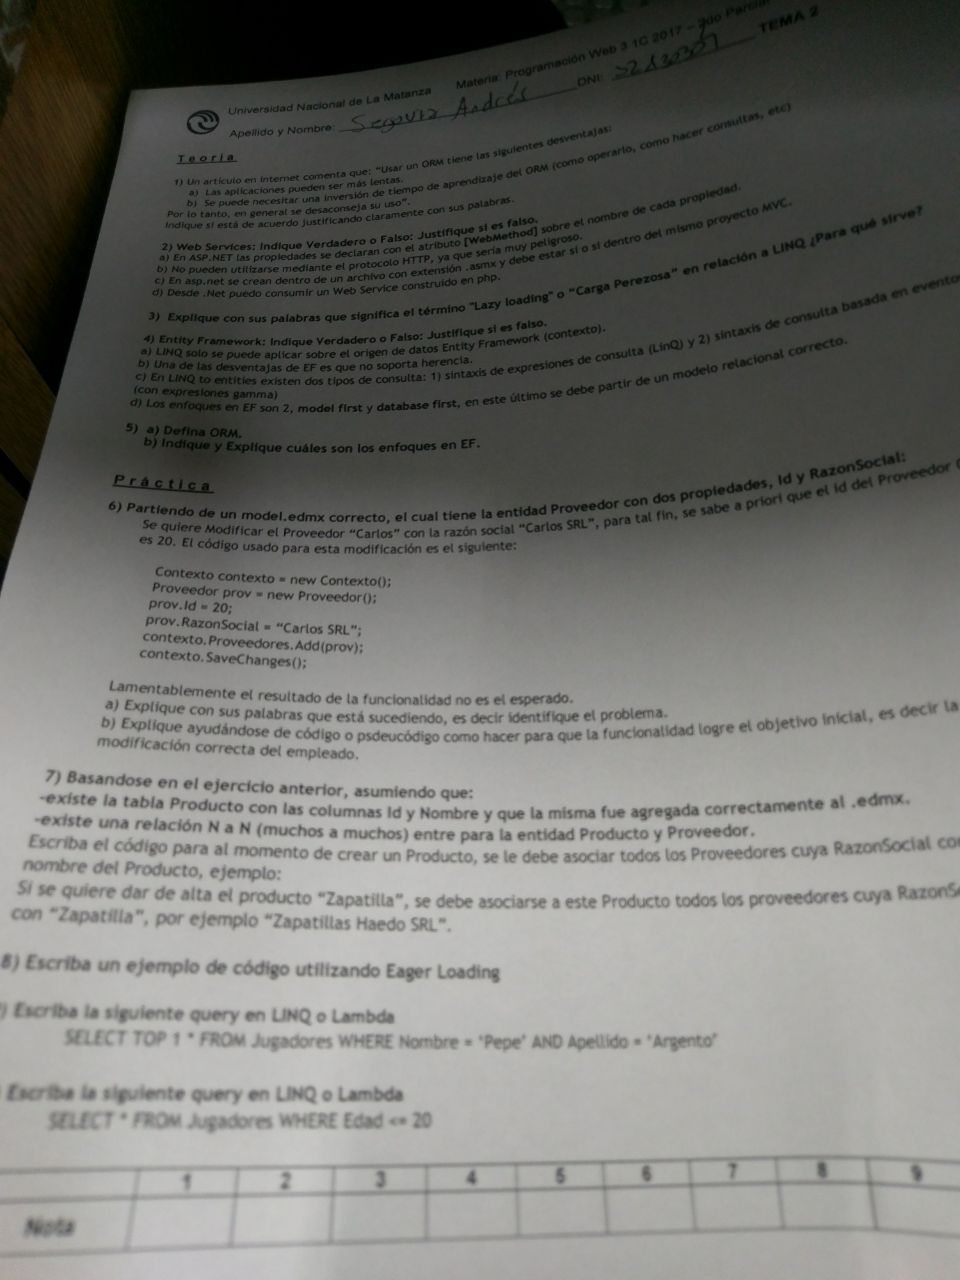 Universidad Nacional de La Matanza Materia: Programación Web 3 1C 2017 - 2do Parcial
TEMA 2
Apellido y Nombre: Segovia Andrés DNI:
Teoría
1) Un artículo en internet comenta que: "Usar un ORM tiene las siguientes desventajas:
a) Las aplicaciones pueden ser más lentas.
b) Se puede necesitar una inversión de tiempo de aprendizaje del ORM (como operarlo, como hacer consultas, etc)
Por lo tanto, en general se desaconseja su uso".
Indique si está de acuerdo justificando claramente con sus palabras.
2) Web Services: Indique Verdadero o Falso: Justifique si es falso.
a) En ASP.NET las propiedades se declaran con el atributo [WebMethod] sobre el nombre de cada propiedad.
b) No pueden utilizarse mediante el protocolo HTTP, ya que sería muy peligroso.
c) En asp.net se crean dentro de un archivo con extensión .asmx y debe estar si o si dentro del mismo proyecto MVC.
d) Desde .Net puedo consumir un Web Service construido en php.
3) Explique con sus palabras que significa el término "Lazy loading" o "Carga Perezosa" en relación a LINQ ¿Para qué sirve?
4) Entity Framework: Indique Verdadero o Falso: Justifique si es falso.
a) LINQ solo se puede aplicar sobre el origen de datos Entity Framework (contexto).
b) Una de las desventajas de EF es que no soporta herencia.
c) En LINQ to entities existen dos tipos de consulta: 1) sintaxis de expresiones de consulta (LinQ) y 2) sintaxis de consulta basada en evento
(con expresiones gamma)
d) Los enfoques en EF son 2, model first y database first, en este último se debe partir de un modelo relacional correcto.
5) a) Defina ORM.
b) Indique y Explique cuáles son los enfoques en EF.
Práctica
6) Partiendo de un model.edmx correcto, el cual tiene la entidad Proveedor con dos propiedades, Id y RazonSocial:
Se quiere Modificar el Proveedor "Carlos" con la razón social "Carlos SRL", para tal fin, se sabe a priori que el id del Proveedor
es 20. El código usado para esta modificación es el siguiente:
Contexto contexto = new Contexto();
Proveedor prov = new Proveedor();
prov.Id = 20;
prov.RazonSocial = "Carlos SRL";
contexto.Proveedores.Add(prov);
contexto.SaveChanges();
Lamentablemente el resultado de la funcionalidad no es el esperado.
a) Explique con sus palabras que está sucediendo, es decir identifique el problema.
b) Explique ayudándose de código o psdeucódigo como hacer para que la funcionalidad logre el objetivo inicial, es decir la
modificación correcta del empleado.
7) Basandose en el ejercicio anterior, asumiendo que:
-existe la tabla Producto con las columnas Id y Nombre y que la misma fue agregada correctamente al .edmx.
-existe una relación N a N (muchos a muchos) entre para la entidad Producto y Proveedor.
Escriba el código para al momento de crear un Producto, se le debe asociar todos los Proveedores cuya RazonSocial
nombre del Producto, ejemplo:
Si se quiere dar de alta el producto "Zapatilla", se debe asociarse a este Producto todos los proveedores cuya
con "Zapatilla", por ejemplo "Zapatillas Haedo SRL".
8) Escriba un ejemplo de código utilizando Eager Loading
) Escriba la siguiente query en LINQ o Lambda
SELECT TOP 1 * FROM Jugadores WHERE Nombre = 'Pepe' AND Apellido = 'Argento'
Escriba la siguiente query en LINQ o Lambda
SELECT * FROM Jugadores WHERE Edad <= 20
1 2 3 4 5 6 7 8 9
Nota